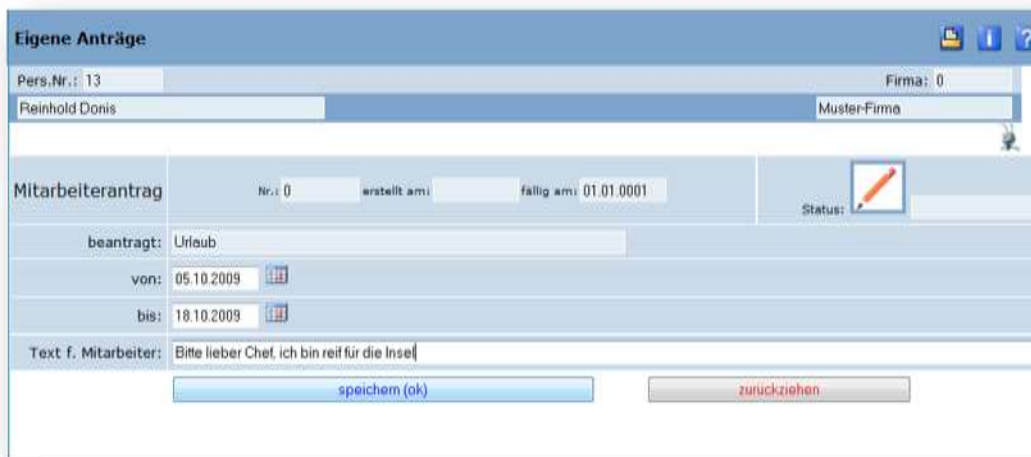 Eigene Anträge
Pers.Nr.: 13 Firma: 0
Reinhold Donis Muster-Firma
Mitarbeiterantrag Nr.: 0 erstellt am: fällig am: 01.01.0001 Status:
beantragt: Urlaub
von: 05.10.2009
bis: 18.10.2009
Text f. Mitarbeiter: Bitte lieber Chef, ich bin reif für die Insel
speichern (ok) zurückziehen